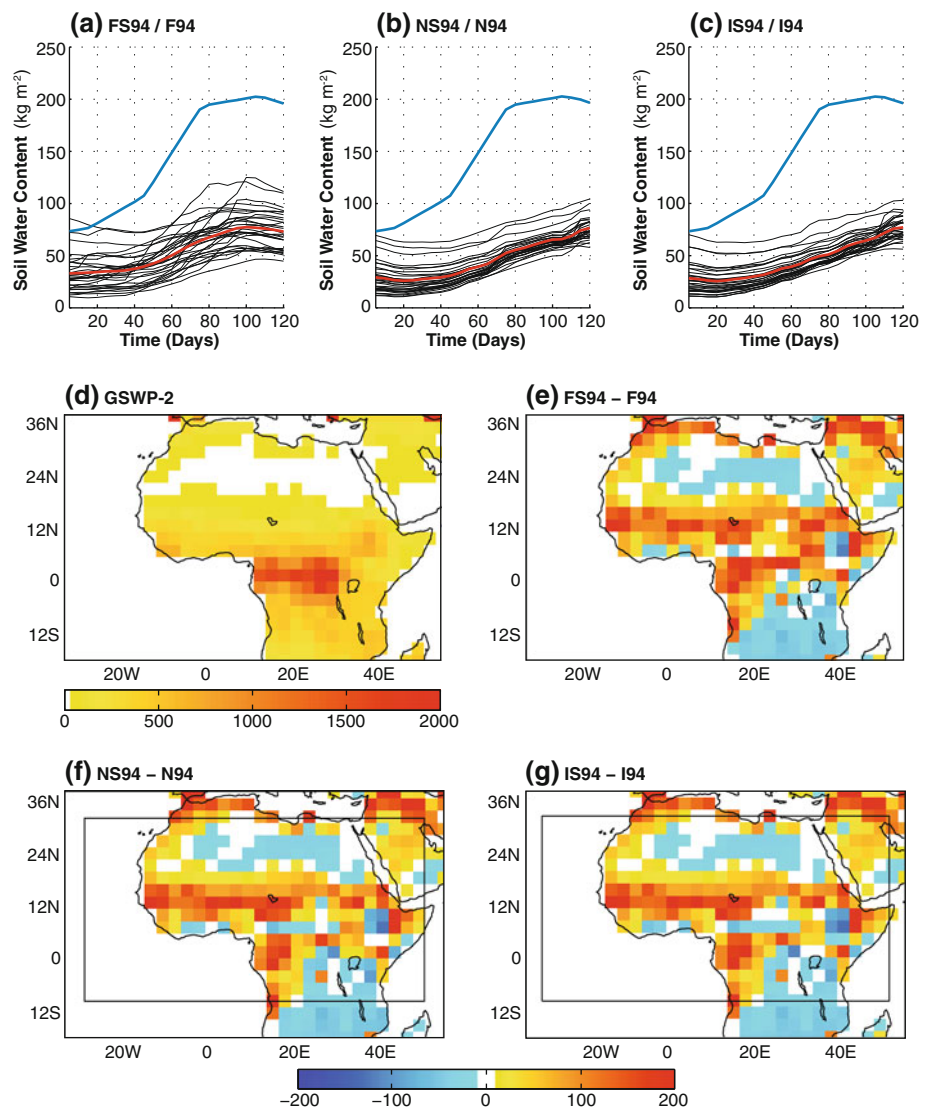 (a) FS94 / F94
(b) NS94 / N94
(c) IS94 / I94
Soil Water Content (kg m⁻²)
250
200
150
100
50
0
20 40 60 80 100 120
Time (Days)
Soil Water Content (kg m⁻²)
250
200
150
100
50
0
20 40 60 80 100 120
Time (Days)
Soil Water Content (kg m⁻²)
250
200
150
100
50
0
20 40 60 80 100 120
Time (Days)
(d) GSWP-2
36N
24N
12N
0
12S
20W 0 20E 40E
0 500 1000 1500 2000
(e) FS94 – F94
36N
24N
12N
0
12S
20W 0 20E 40E
(f) NS94 – N94
36N
24N
12N
0
12S
20W 0 20E 40E
(g) IS94 – I94
36N
24N
12N
0
12S
20W 0 20E 40E
−200 −100 0 100 200